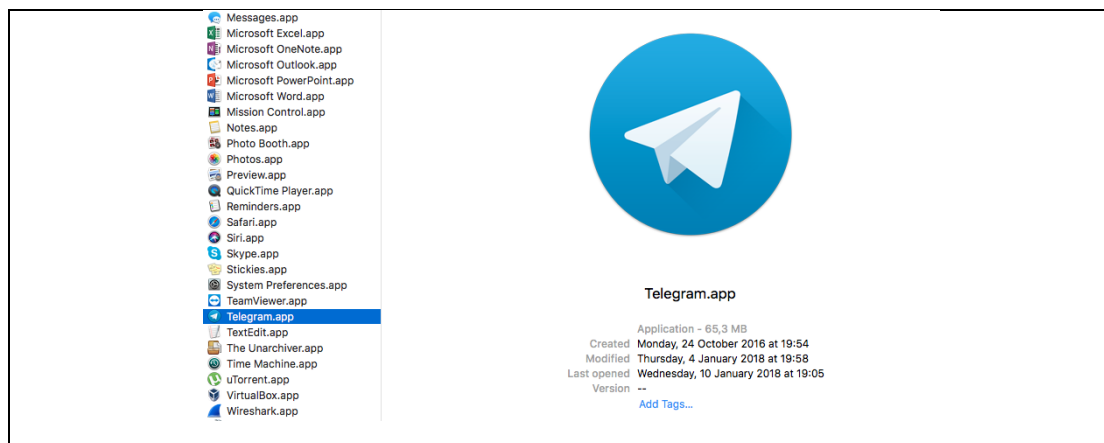 Messages.app
Microsoft Excel.app
Microsoft OneNote.app
Microsoft Outlook.app
Microsoft PowerPoint.app
Microsoft Word.app
Mission Control.app
Notes.app
Photo Booth.app
Photos.app
Preview.app
QuickTime Player.app
Reminders.app
Safari.app
Siri.app
Skype.app
Stickies.app
System Preferences.app
TeamViewer.app
Telegram.app
TextEdit.app
The Unarchiver.app
Time Machine.app
uTorrent.app
VirtualBox.app
Wireshark.app
Telegram.app
Application - 65,3 MB
Created Monday, 24 October 2016 at 19:54
Modified Thursday, 4 January 2018 at 19:58
Last opened Wednesday, 10 January 2018 at 19:05
Version --
Add Tags...